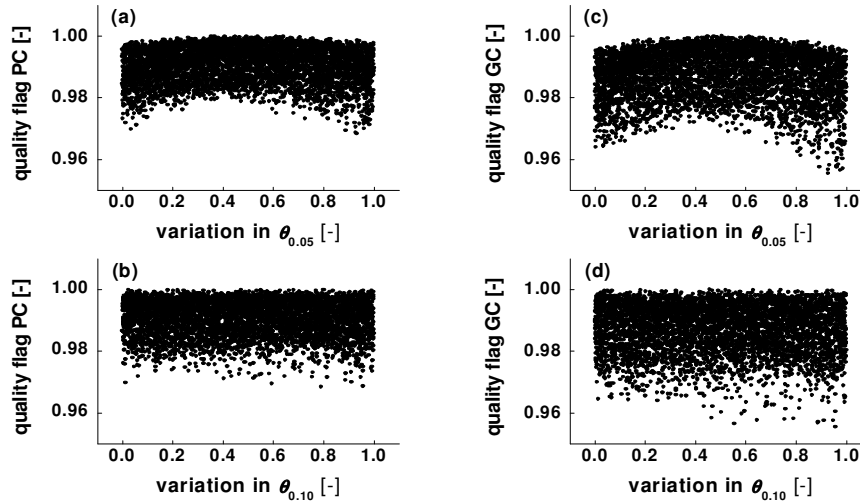 (a)
quality flag PC [-]
1.00
0.98
0.96
0.0 0.2 0.4 0.6 0.8 1.0
variation in θ0.05 [-]
(c)
quality flag GC [-]
1.00
0.98
0.96
0.0 0.2 0.4 0.6 0.8 1.0
variation in θ0.05 [-]
(b)
quality flag PC [-]
1.00
0.98
0.96
0.0 0.2 0.4 0.6 0.8 1.0
variation in θ0.10 [-]
(d)
quality flag GC [-]
1.00
0.98
0.96
0.0 0.2 0.4 0.6 0.8 1.0
variation in θ0.10 [-]